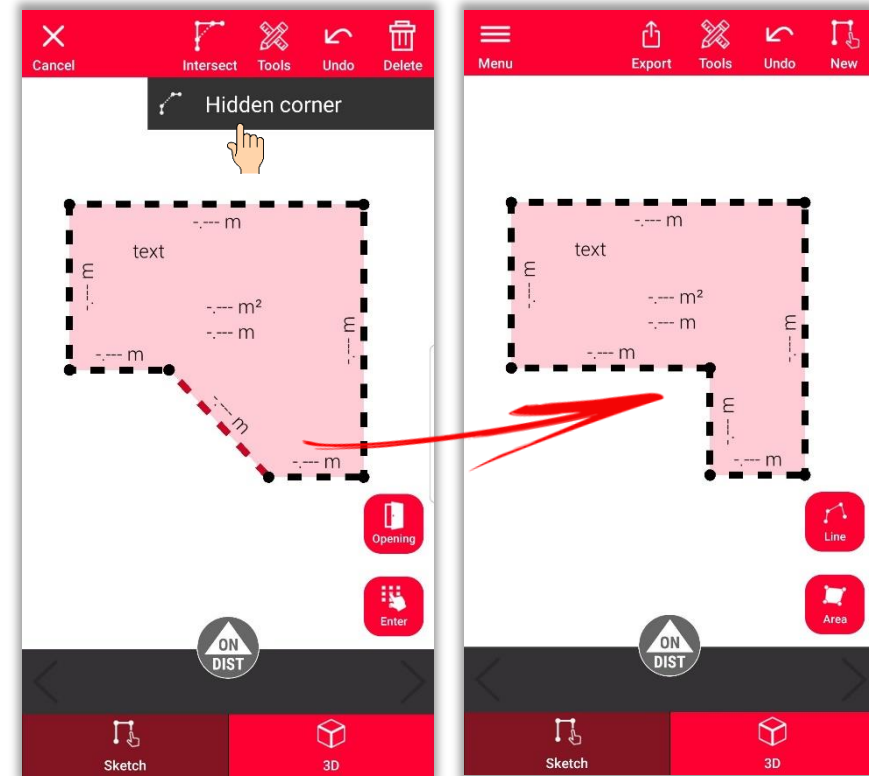 Cancel
Intersect
Tools
Undo
Delete
Hidden corner
-.--- m
text
-.--- m
-.--- m²
-.--- m
-.--- m
-.--- m
-.--- m
-.--- m
Opening
Enter
ON
DIST
Sketch
3D
Menu
Export
Tools
Undo
New
-.--- m
text
-.--- m
-.--- m²
-.--- m
-.--- m
-.--- m
-.--- m
-.--- m
Line
Area
ON
DIST
Sketch
3D